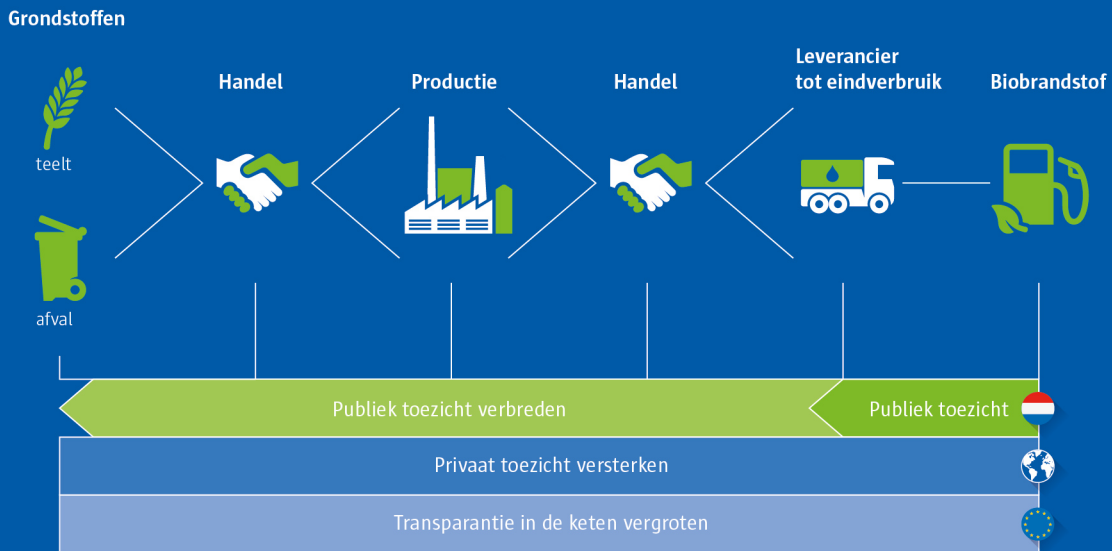 Grondstoffen
teelt
afval
Handel
Productie
Handel
Leverancier
tot eindverbruik
Biobrandstof
Publiek toezicht verbreden
Publiek toezicht
Privaat toezicht versterken
Transparantie in de keten vergroten